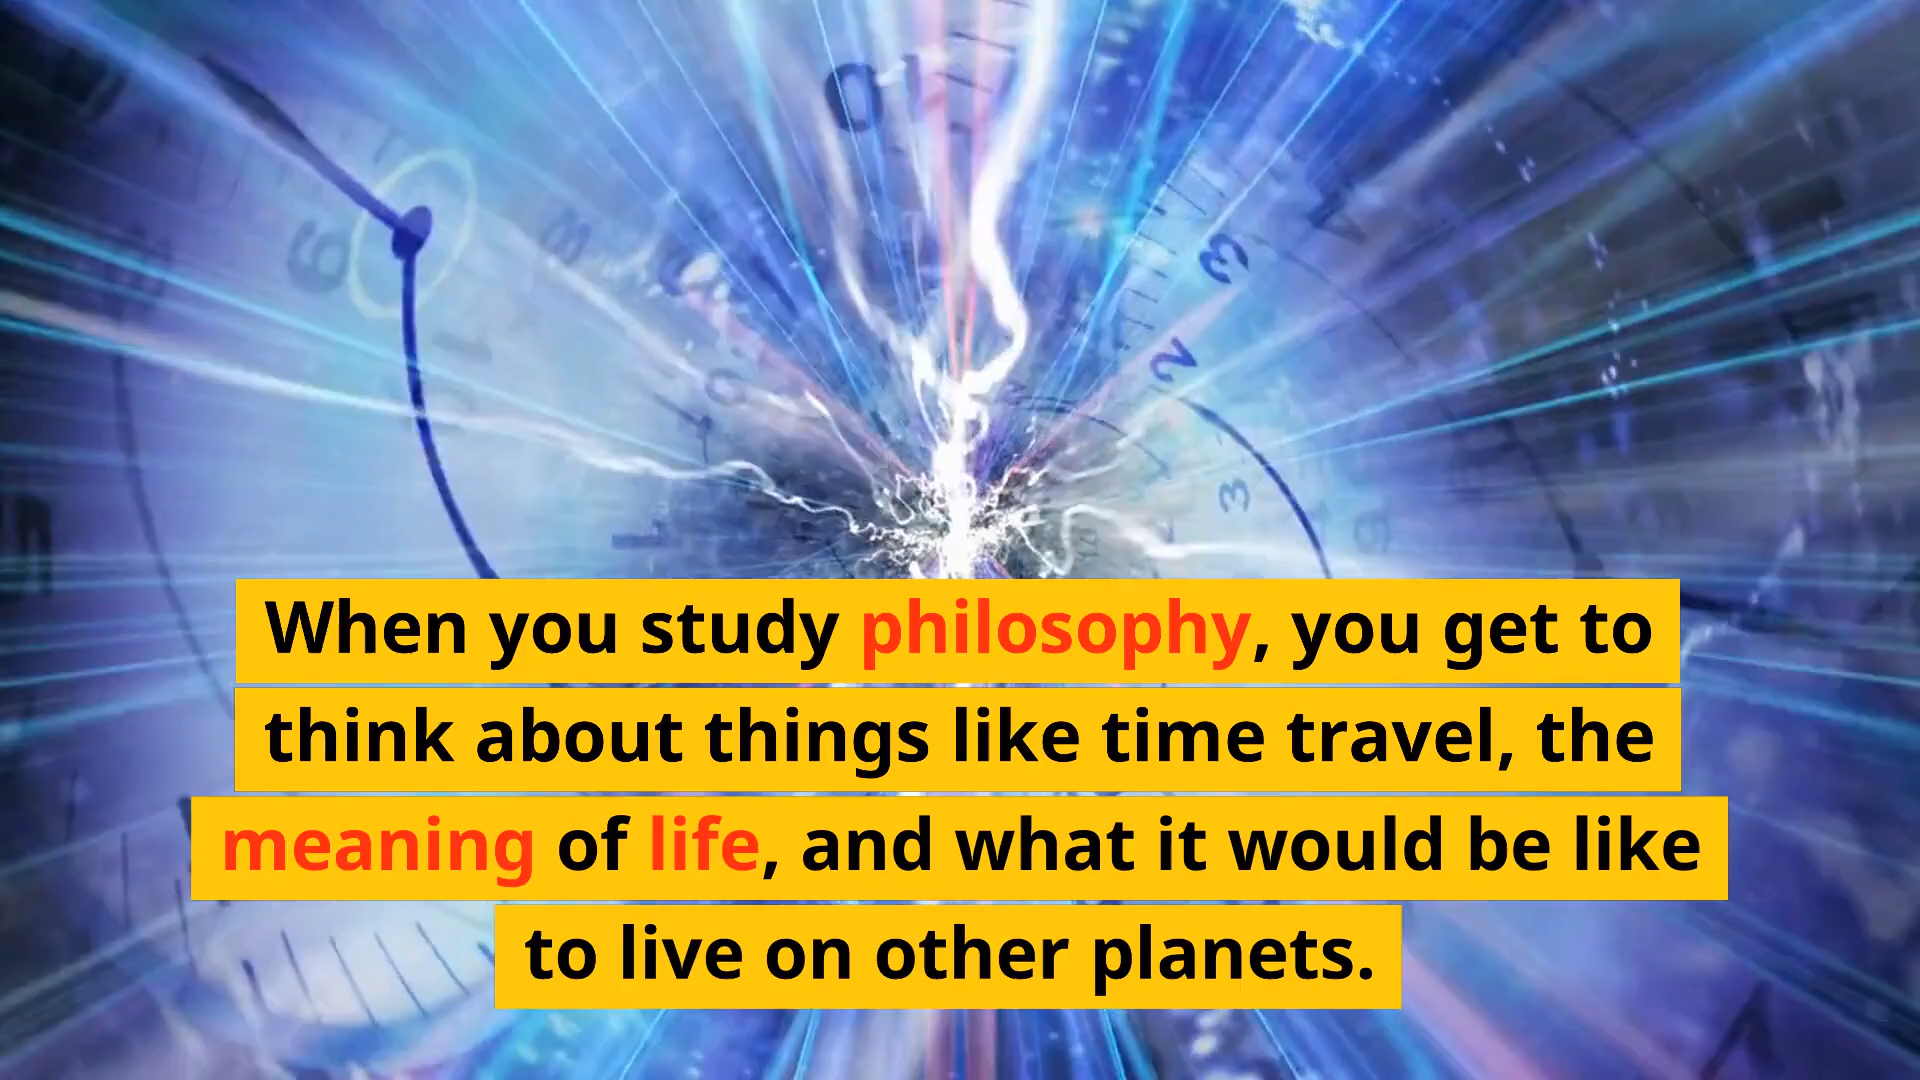 When you study philosophy, you get to
think about things like time travel, the
meaning of life, and what it would be like
to live on other planets.